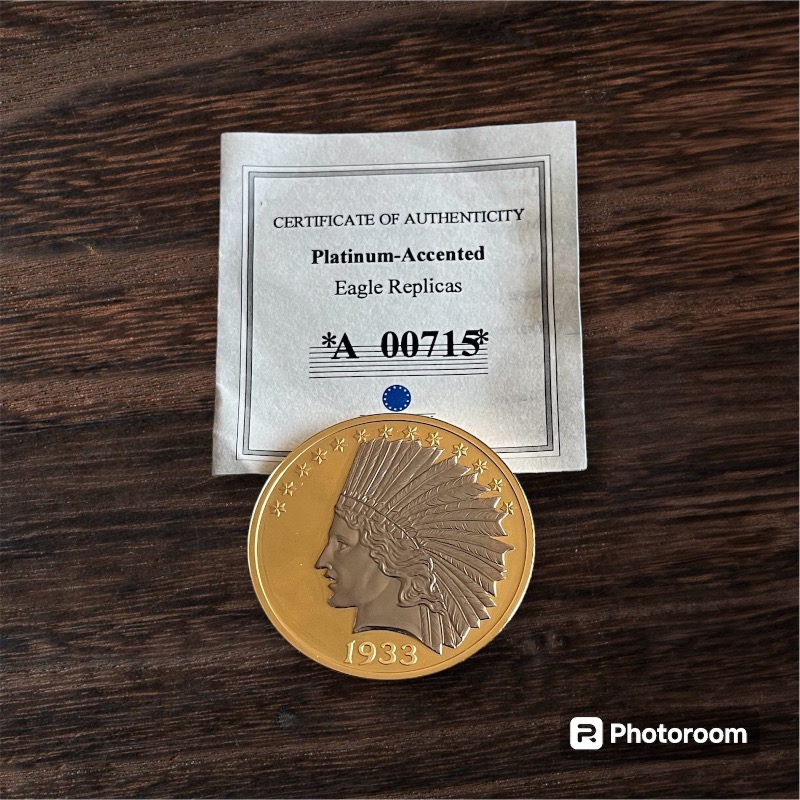 CERTIFICATE OF AUTHENTICITY
Platinum-Accented
Eagle Replicas
*A 00715*
1933
Photoroom